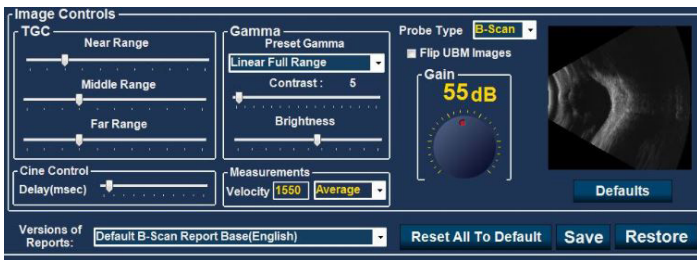 Image Controls
TGC
Near Range
Middle Range
Far Range
Cine Control
Delay(msec)
Gamma
Preset Gamma
Linear Full Range
Contrast : 5
Brightness
Measurements
Velocity 1550 Average
Probe Type B-Scan
Flip UBM Images
Gain
55 dB
Defaults
Versions of
Reports: Default B-Scan Report Base(English)
Reset All To Default Save Restore